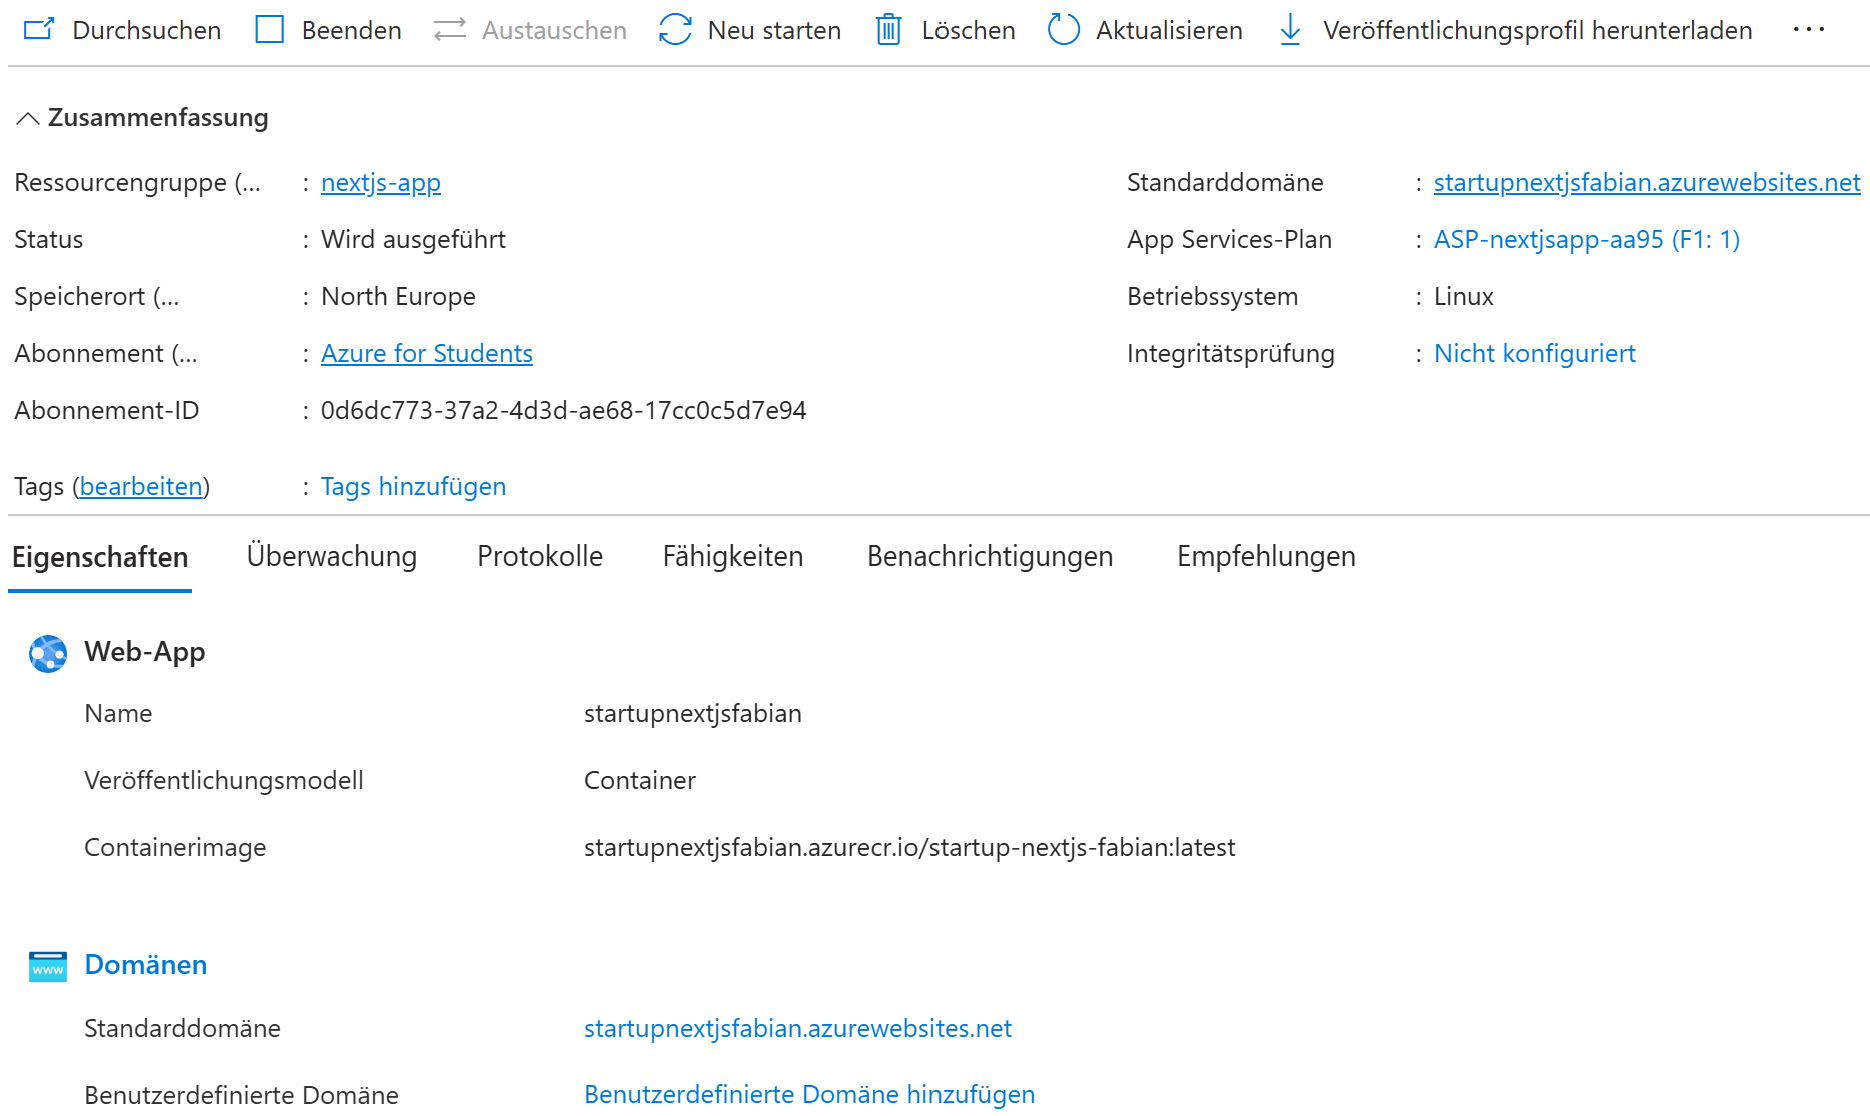 Durchsuchen Beenden Austauschen Neu starten Löschen Aktualisieren Veröffentlichungsprofil herunterladen ...
Zusammenfassung
Ressourcengruppe (... : nextjs-app
Standarddomäne : startupnextjsfabian.azurewebsites.net
Status : Wird ausgeführt
App Services-Plan : ASP-nextjsapp-aa95 (F1: 1)
Speicherort (... : North Europe
Betriebssystem : Linux
Abonnement (... : Azure for Students
Integritätsprüfung : Nicht konfiguriert
Abonnement-ID : 0d6dc773-37a2-4d3d-ae68-17cc0c5d7e94
Tags (bearbeiten) : Tags hinzufügen
Eigenschaften Überwachung Protokolle Fähigkeiten Benachrichtigungen Empfehlungen
Web-App
Name startupnextjsfabian
Veröffentlichungsmodell Container
Containerimage startupnextjsfabian.azurecr.io/startup-nextjs-fabian:latest
www Domänen
Standarddomäne startupnextjsfabian.azurewebsites.net
Benutzerdefinierte Domäne Benutzerdefinierte Domäne hinzufügen